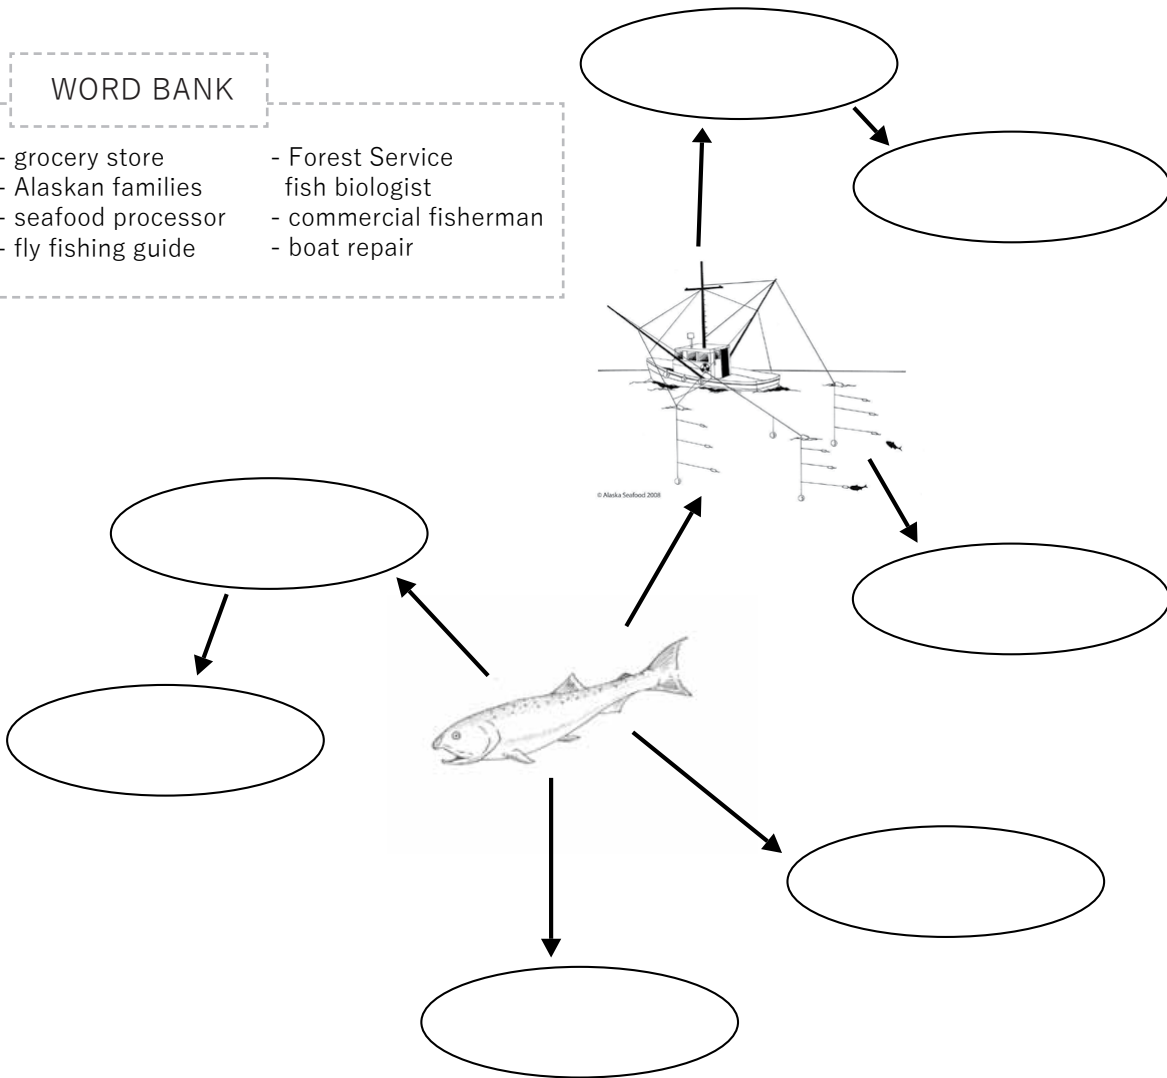 WORD BANK
- grocery store
- Alaskan families
- seafood processor
- fly fishing guide
- Forest Service
fish biologist
- commercial fisherman
- boat repair
© Alaska Seafood 2008